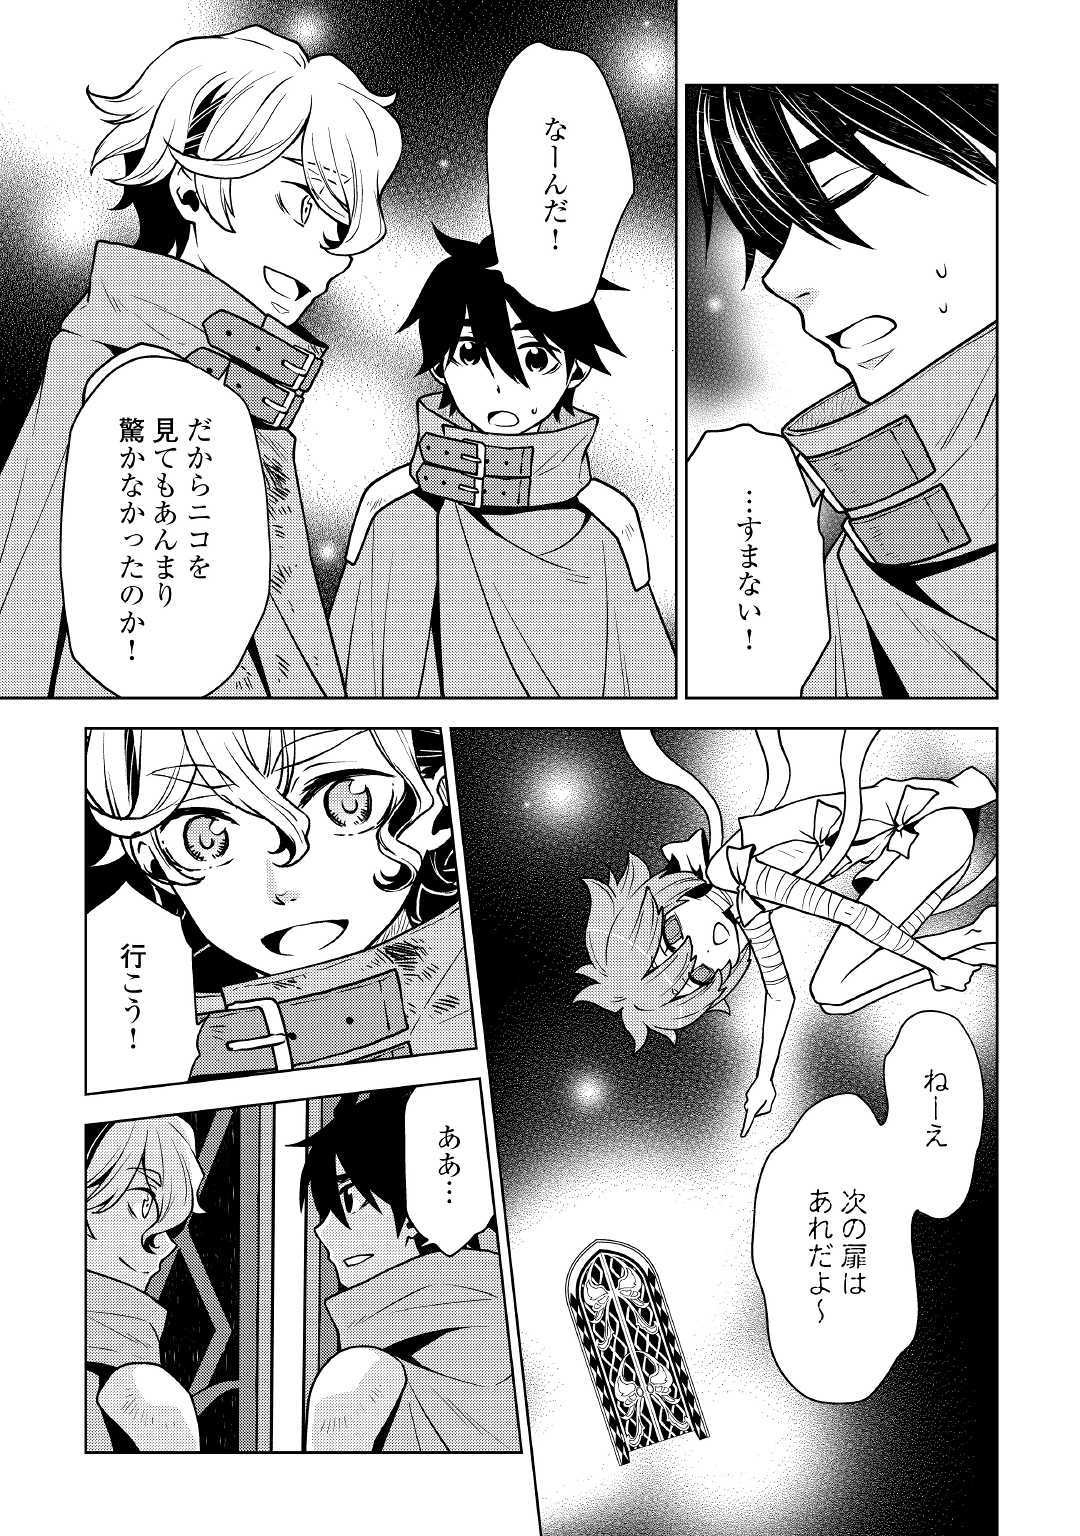 …すまない！
なーんだ！
だからニコを
見てもあんまり
驚かなかったのか！
ねーえ
次の扉は
あれだよ～
行こう！
ああ…